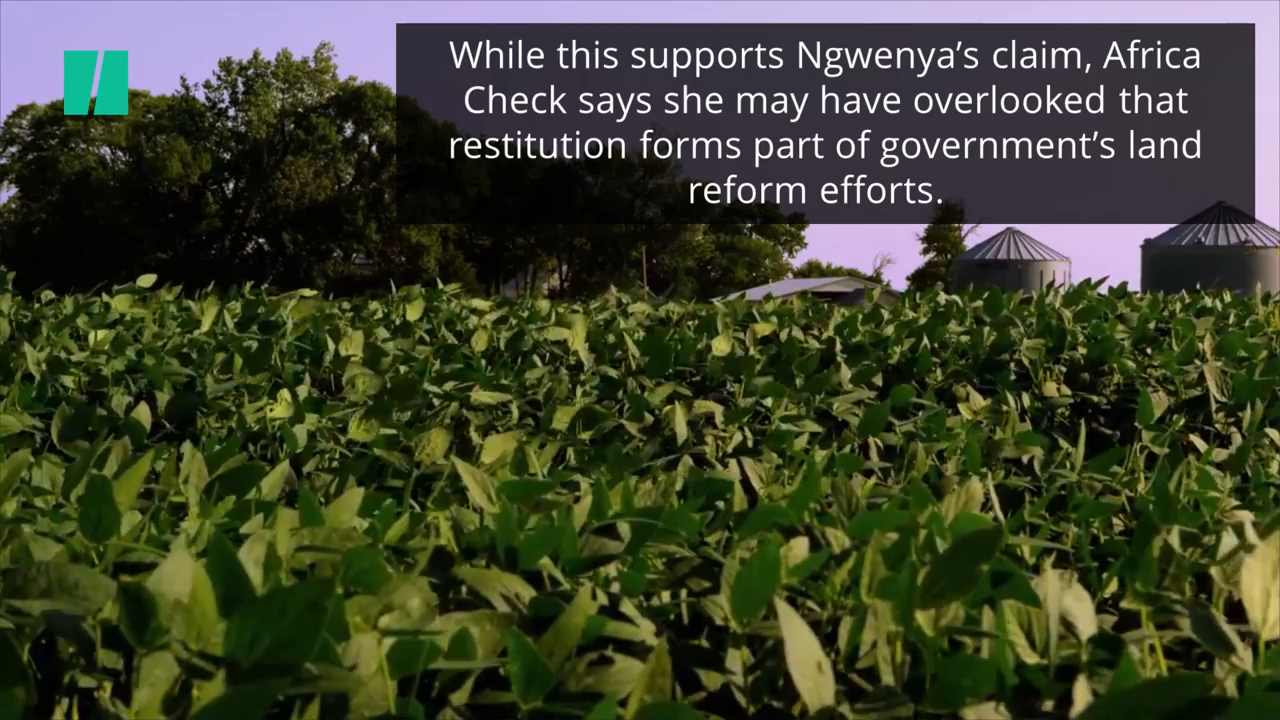 While this supports Ngwenya’s claim, Africa
Check says she may have overlooked that
restitution forms part of government’s land
reform efforts.